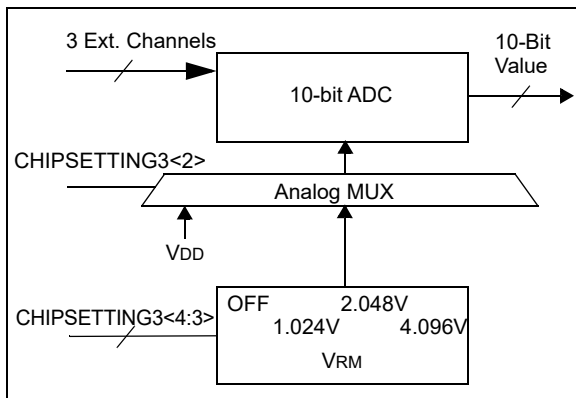 3 Ext. Channels
10-Bit
Value
10-bit ADC
CHIPSETTING3<2>
Analog MUX
VDD
CHIPSETTING3<4:3>
OFF 2.048V
1.024V 4.096V
VRM